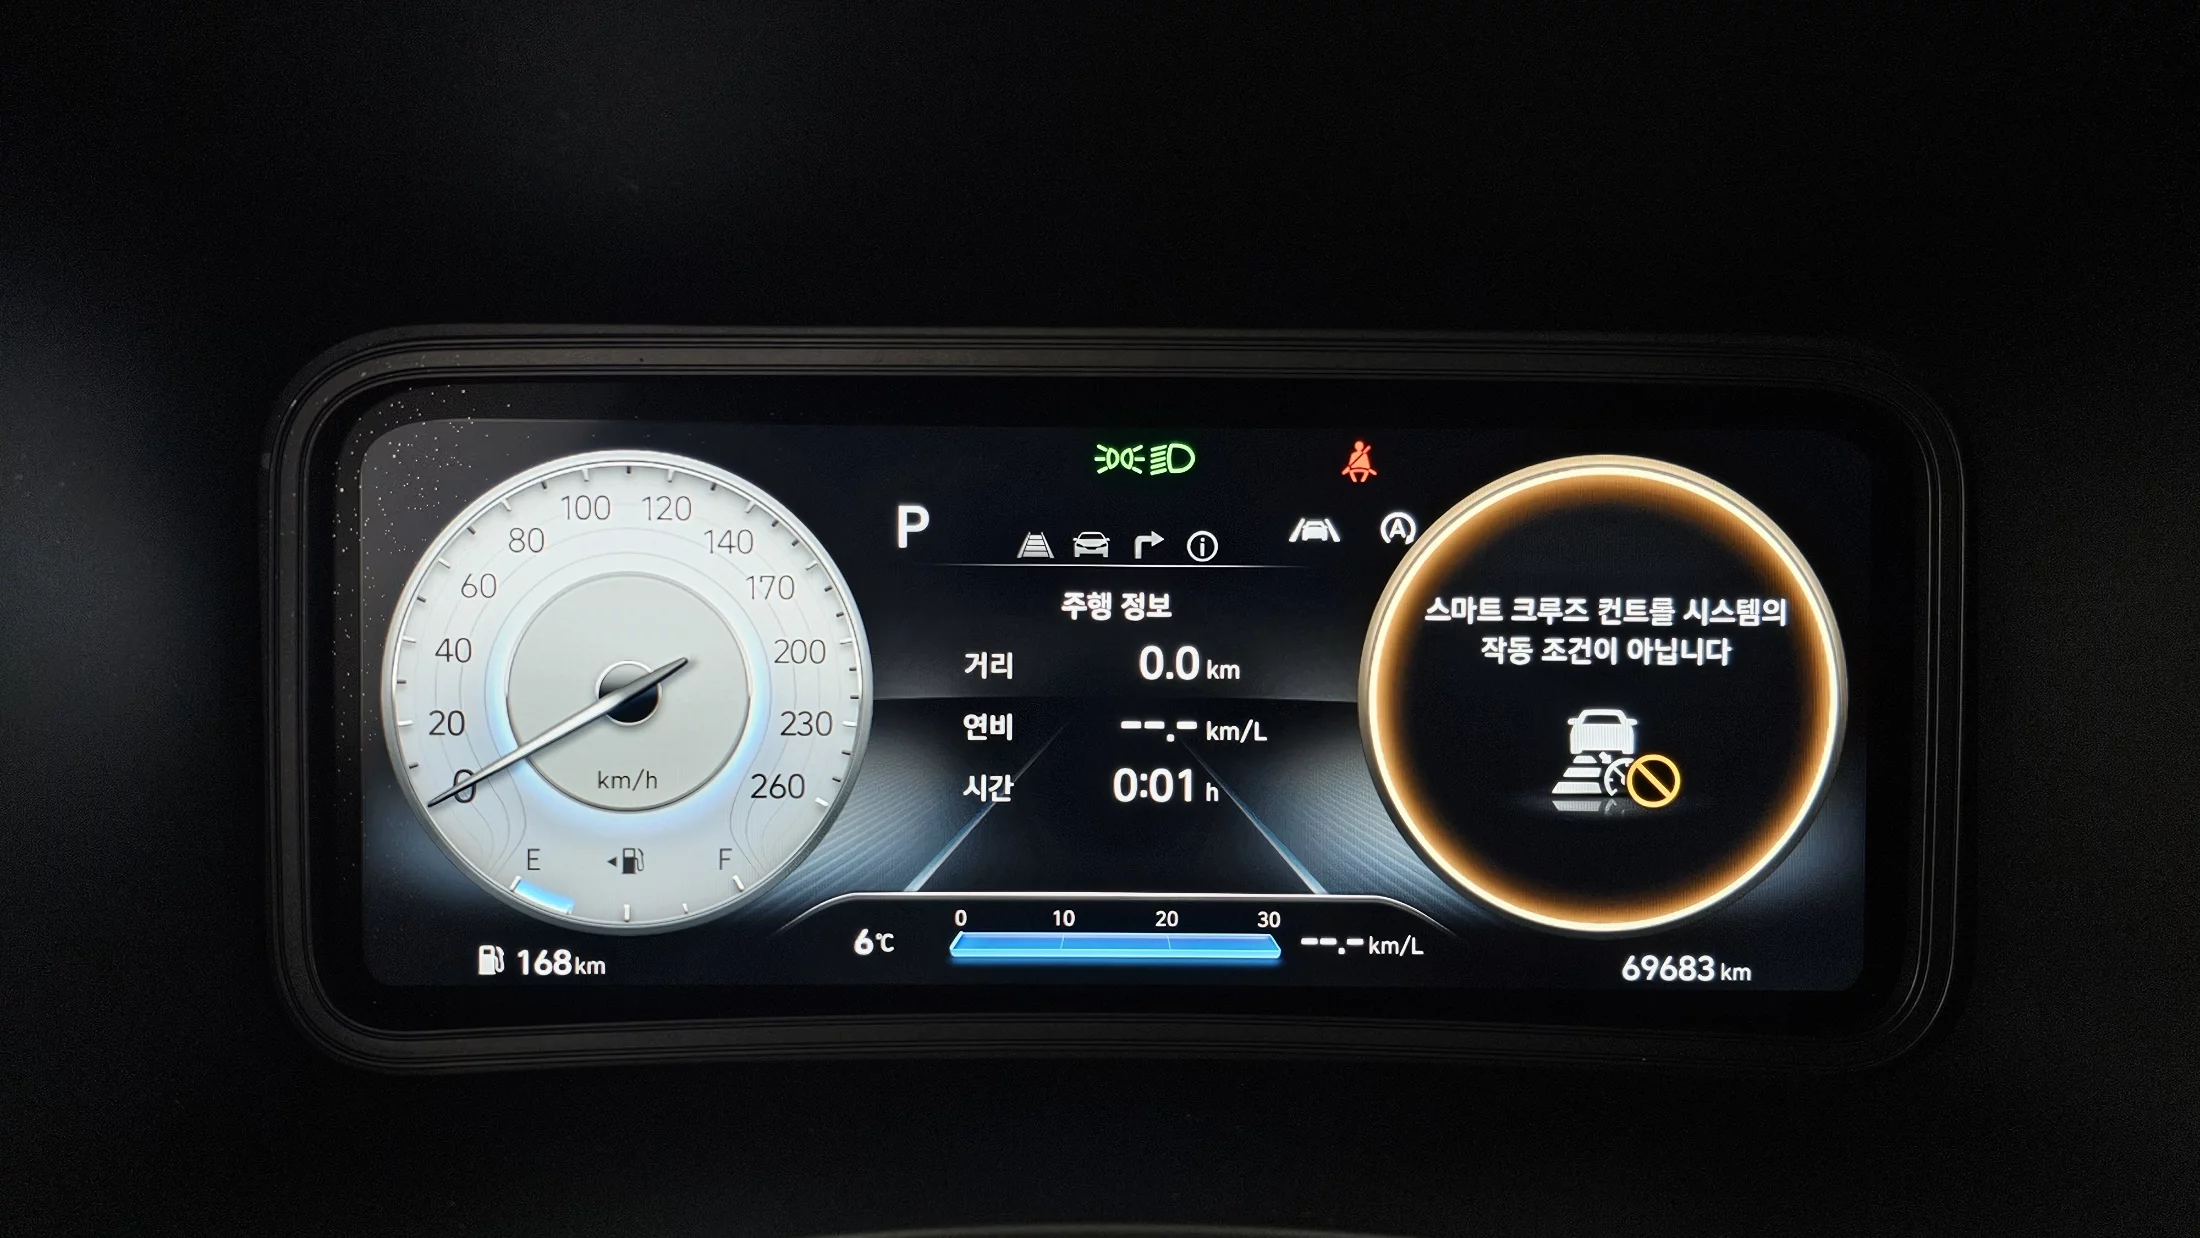 100 120
80 140
60 170
40 200
20 230
0 260
km/h
E F
168 km
P
A
i
주행 정보
거리 0.0 km
연비 --.- km/L
시간 0:01 h
0 10 20 30
6℃ --.- km/L
스마트 크루즈 컨트롤 시스템의
작동 조건이 아닙니다
69683 km